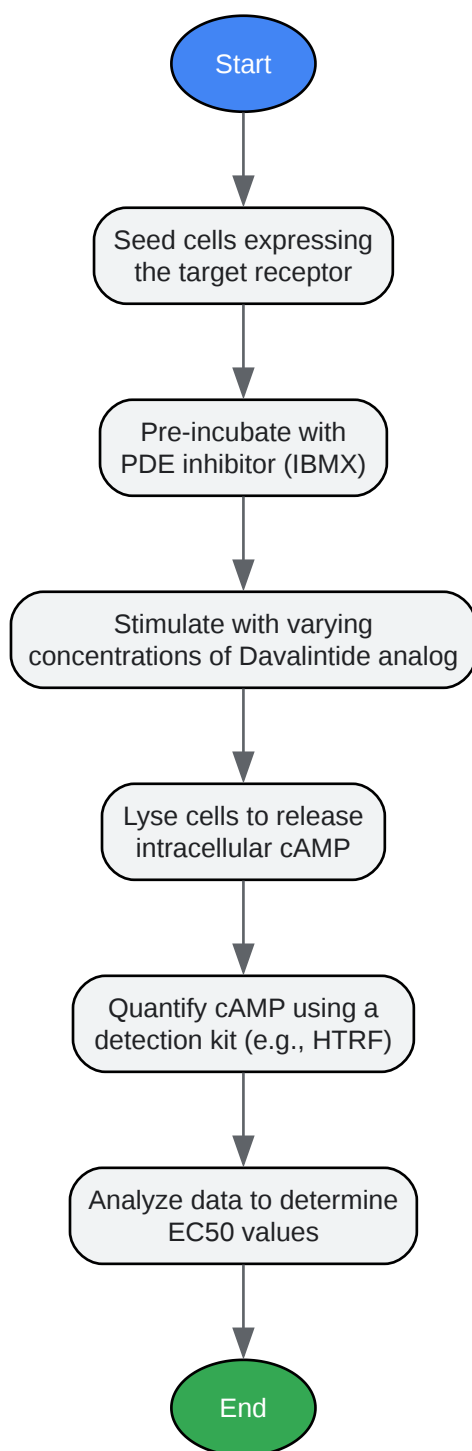 Start
Seed cells expressing
the target receptor
Pre-incubate with
PDE inhibitor (IBMX)
Stimulate with varying
concentrations of Davalintide analog
Lyse cells to release
intracellular cAMP
Quantify cAMP using a
detection kit (e.g., HTRF)
Analyze data to determine
EC50 values
End